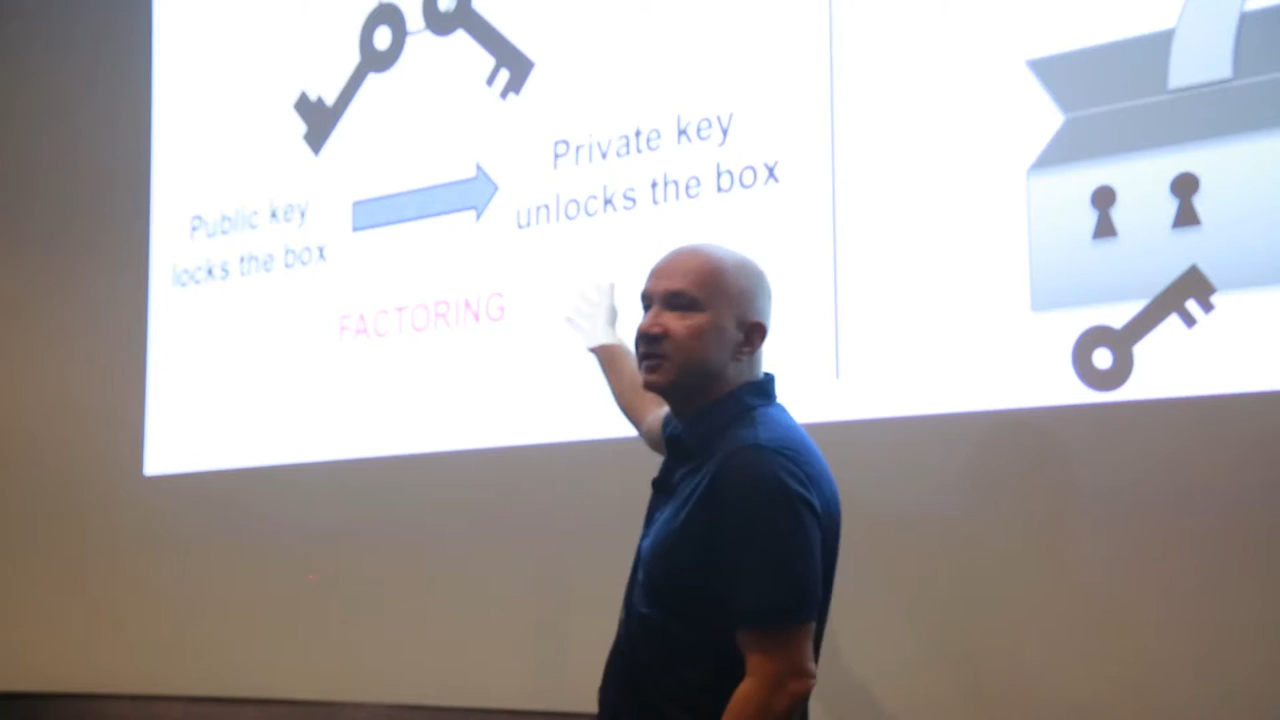 Private key
unlocks the box
Public key
locks the box
FACTORING